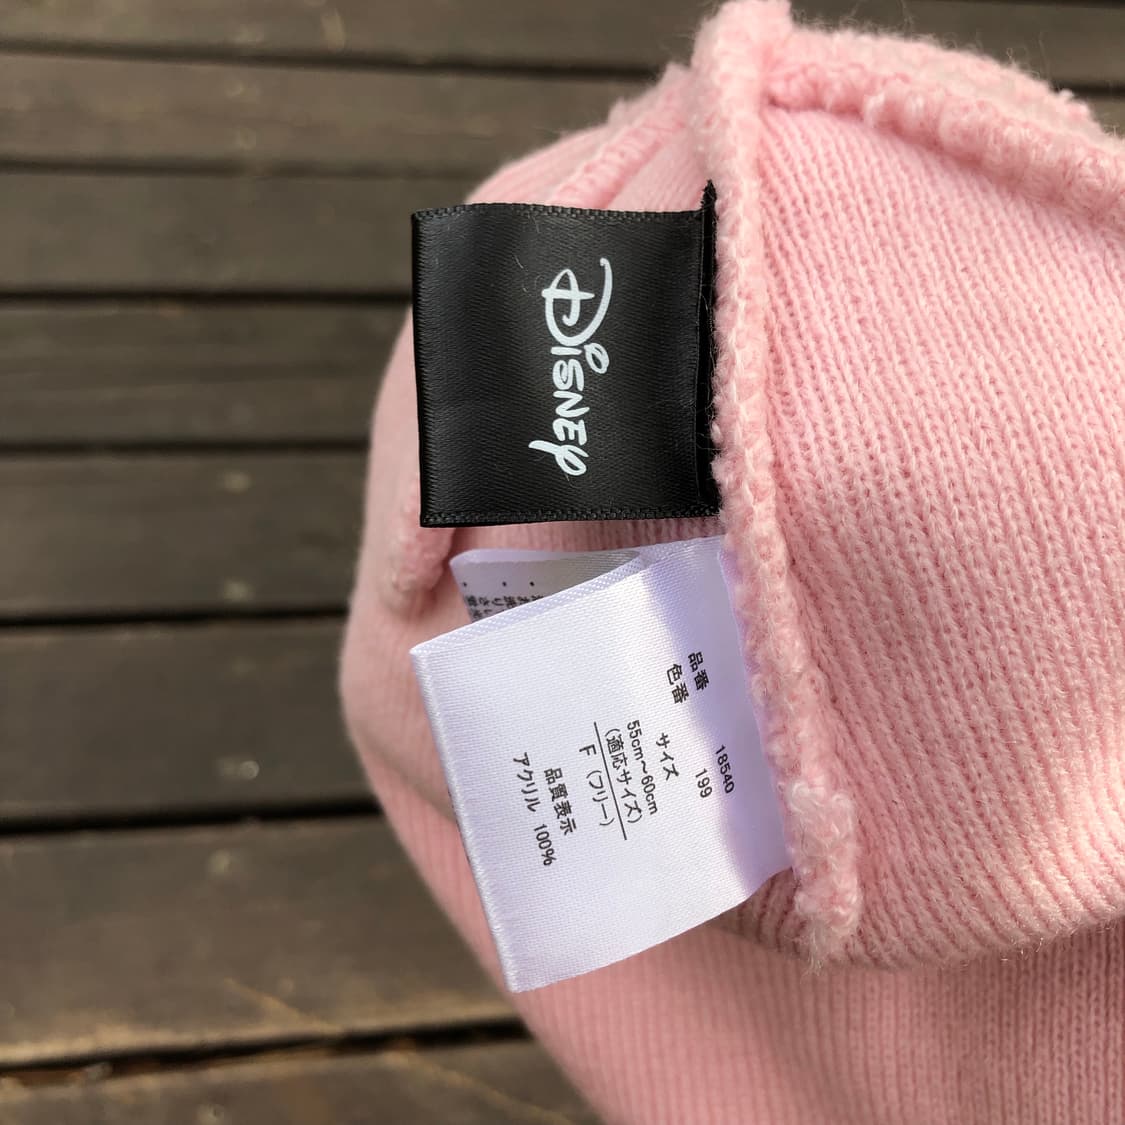 Disney
品番 18540
色番 199
サイズ
55cm～60cm
(適応サイズ)
F (フリー)
品質表示
アクリル 100%